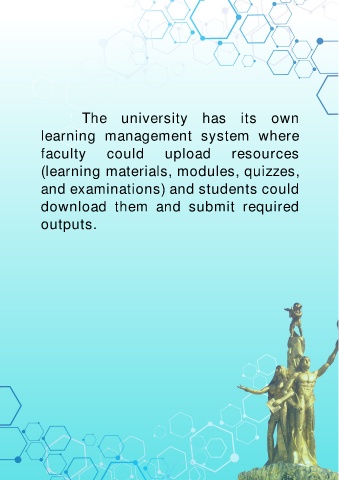 The university has its own
learning management system where
faculty could upload resources
(learning materials, modules, quizzes,
and examinations) and students could
download them and submit required
outputs.